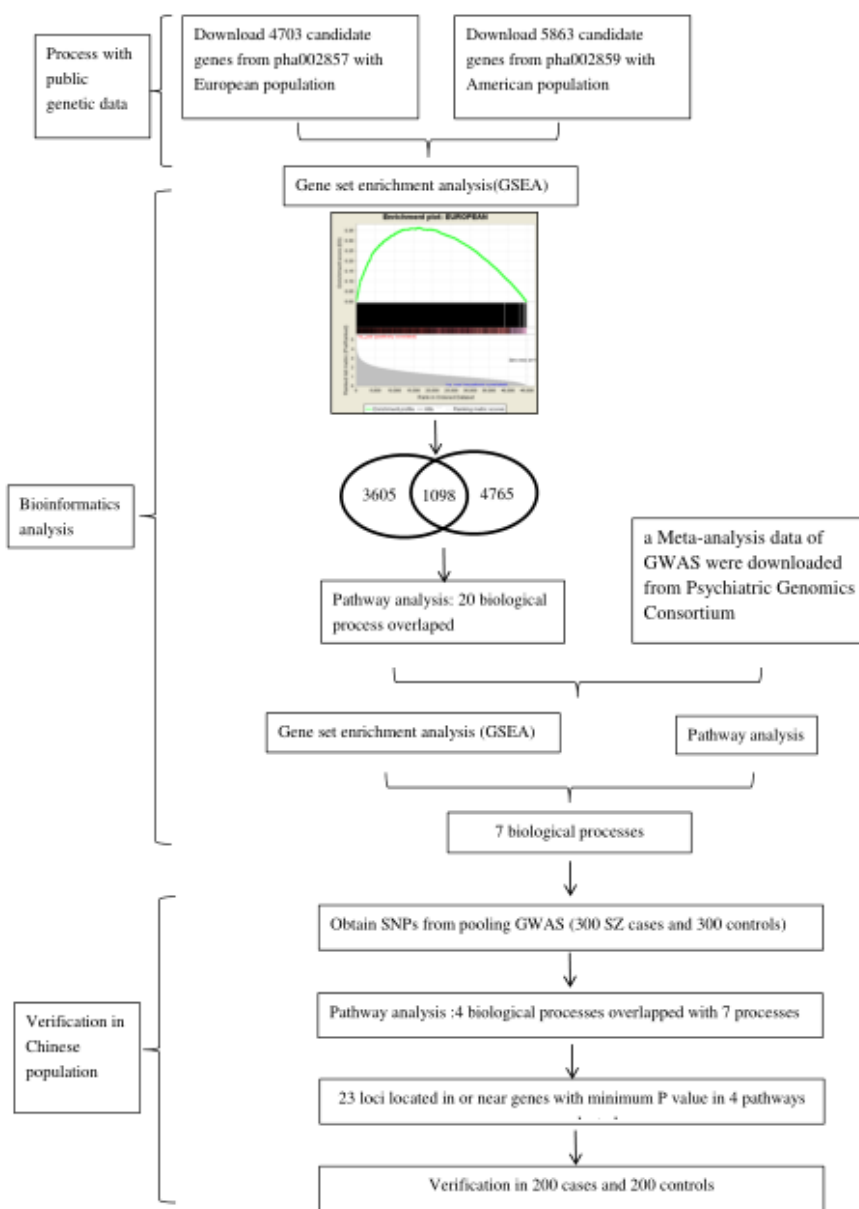 Download 4703 candidate
genes from pha002857 with
European population
Download 5863 candidate
genes from pha002859 with
American population
Process with
public
genetic data
Gene set enrichment analysis(GSEA)
Enrichment plot: EUROPEAN
3605
1098
4765
Bioinformatics
analysis
a Meta-analysis data of
GWAS were downloaded
from Psychiatric Genomics
Consortium
Pathway analysis: 20 biological
process overlaped
Gene set enrichment analysis (GSEA)
Pathway analysis
7 biological processes
Obtain SNPs from pooling GWAS (300 SZ cases and 300 controls)
Pathway analysis :4 biological processes overlapped with 7 processes
Verification in
Chinese
population
23 loci located in or near genes with minimum P value in 4 pathways
Verification in 200 cases and 200 controls